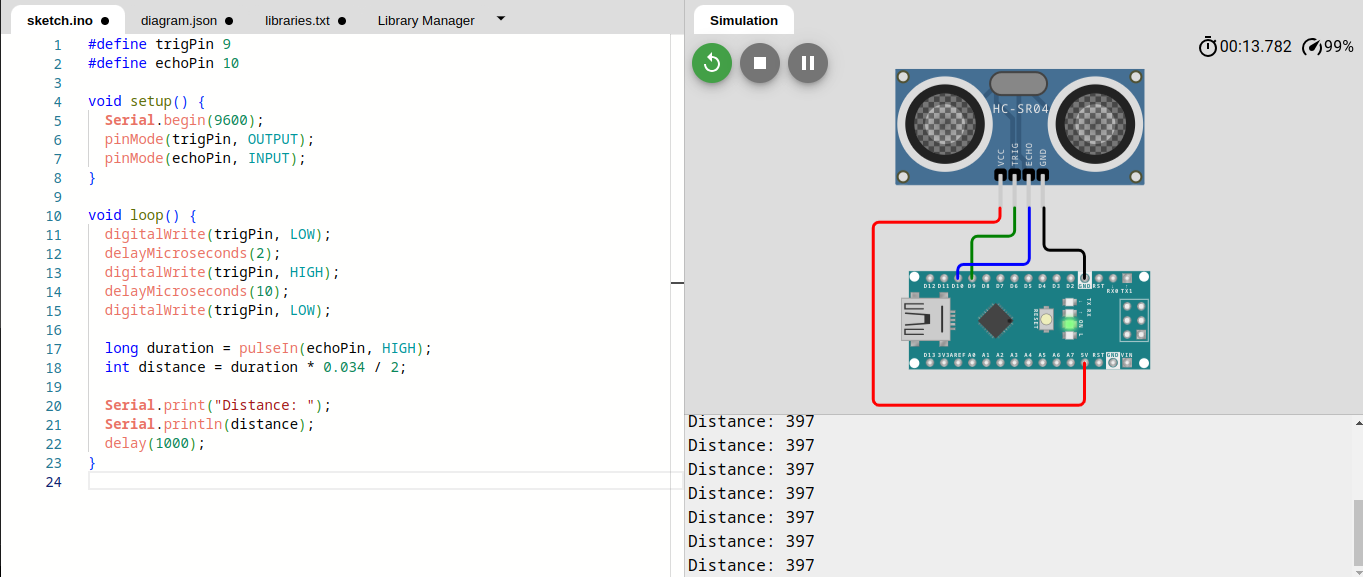 sketch.ino ● diagram.json ● libraries.txt ● Library Manager
1 #define trigPin 9
2 #define echoPin 10
3
4 void setup() {
5 Serial.begin(9600);
6 pinMode(trigPin, OUTPUT);
7 pinMode(echoPin, INPUT);
8 }
9
10 void loop() {
11 digitalWrite(trigPin, LOW);
12 delayMicroseconds(2);
13 digitalWrite(trigPin, HIGH);
14 delayMicroseconds(10);
15 digitalWrite(trigPin, LOW);
16
17 long duration = pulseIn(echoPin, HIGH);
18 int distance = duration * 0.034 / 2;
19
20 Serial.print("Distance: ");
21 Serial.println(distance);
22 delay(1000);
23 }
24
Simulation
00:13.782 99%
HC-SR04
VCC TRIG ECHO GND
D12 D11 D10 D9 D8 D7 D6 D5 D4 D3 D2 GND RST RX0 TX1
RESET
TX RX
ON L
D13 3V3 AREF A0 A1 A2 A3 A4 A5 A6 A7 5V RST GND VIN
Distance: 397
Distance: 397
Distance: 397
Distance: 397
Distance: 397
Distance: 397
Distance: 397